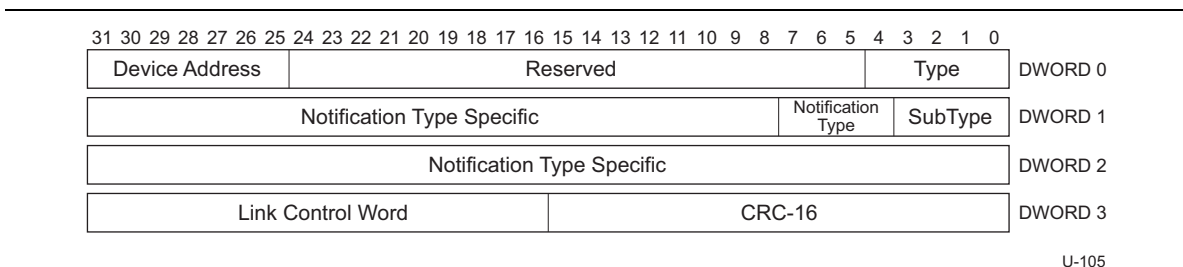 31 30 29 28 27 26 25 24 23 22 21 20 19 18 17 16 15 14 13 12 11 10 9 8 7 6 5 4 3 2 1 0
Device Address Reserved Type DWORD 0
Notification Type Specific Notification Type SubType DWORD 1
Notification Type Specific DWORD 2
Link Control Word CRC-16 DWORD 3
U-105